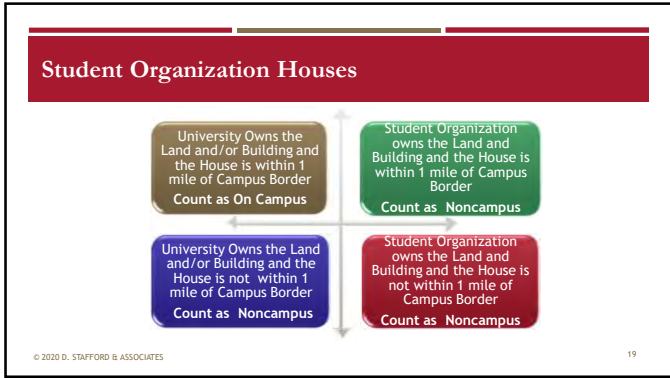 Student Organization Houses
University Owns the
Land and/or Building and
the House is within 1
mile of Campus Border
Count as On Campus
Student Organization
owns the Land and
Building and the House is
within 1 mile of Campus
Border
Count as Noncampus
University Owns the Land
and/or Building and the
House is not within 1
mile of Campus Border
Count as Noncampus
Student Organization
owns the Land and
Building and the House is
not within 1 mile of
Campus Border
Count as Noncampus
© 2020 D. STAFFORD & ASSOCIATES
19